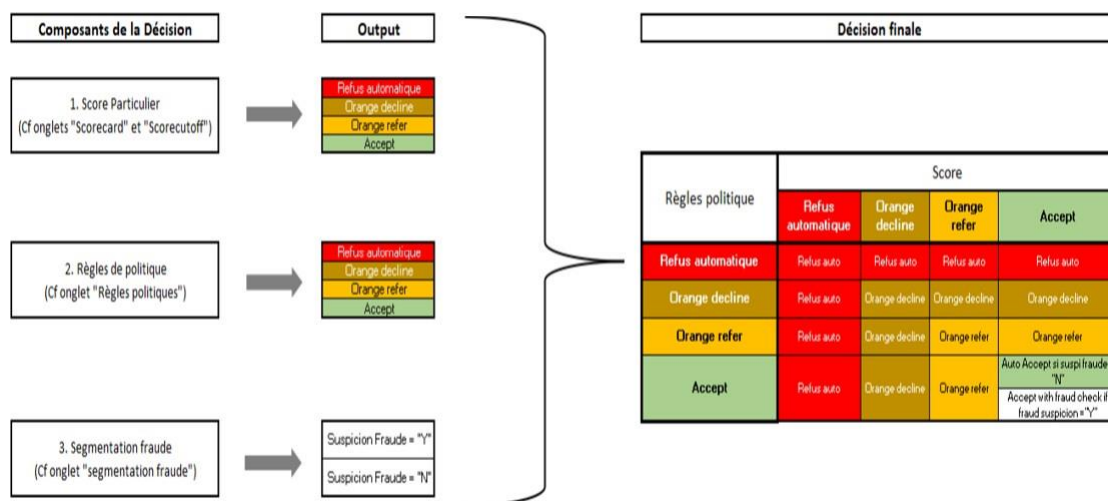 Composants de la Décision
Output
Décision finale
1. Score Particulier
(Cf onglets "Scorecard" et "Scorecutoff")
Refus automatique
Orange decline
Orange refer
Accept
2. Règles de politique
(Cf onglet "Règles politiques")
Refus automatique
Orange decline
Orange refer
Accept
3. Segmentation fraude
(Cf onglet "segmentation fraude")
Suspicion Fraude = "Y"
Suspicion Fraude = "N"
Règles politique
Score
Refus automatique
Orange decline
Orange refer
Accept
Refus automatique
Refus auto
Refus auto
Refus auto
Refus auto
Orange decline
Refus auto
Orange decline
Orange decline
Orange decline
Orange refer
Refus auto
Orange decline
Orange refer
Orange refer
Accept
Refus auto
Orange decline
Orange refer
Auto Accept si suspi fraude
"N"
Accept with fraud check if
fraud suspicion = "Y"